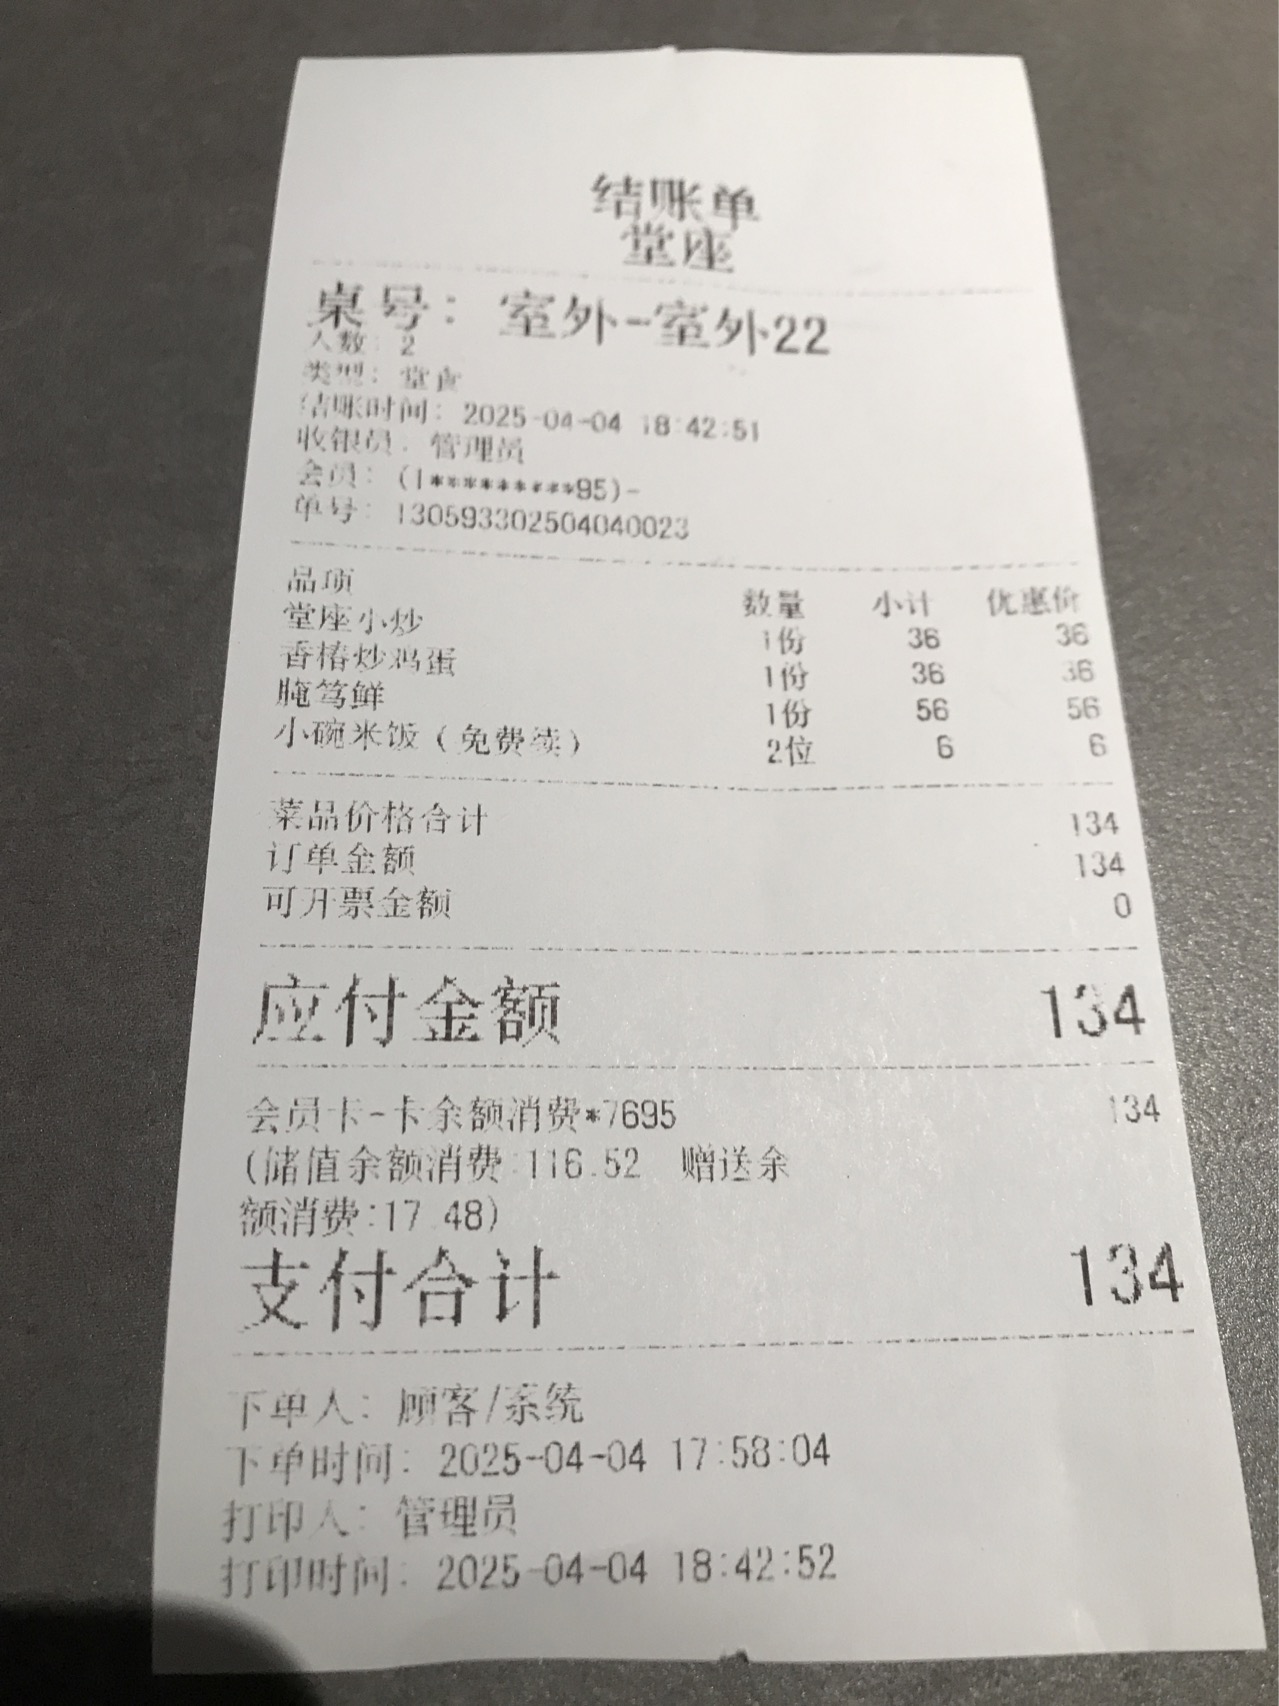 结账单
堂座
桌号：室外-室外22
人数：2
类型：堂食
结账时间：2025-04-04 18:42:51
收银员：管理员
会员：(1**********95)-
单号：130593302504040023
品项 数量 小计 优惠价
堂座小炒 1份 36 36
香椿炒鸡蛋 1份 36 36
腌笃鲜 1份 56 56
小碗米饭（免费续） 2位 6 6
菜品价格合计 134
订单金额 134
可开票金额 0
应付金额 134
会员卡-卡余额消费*7695 134
(储值余额消费:116.52 赠送余
额消费:17.48)
支付合计 134
下单人：顾客/系统
下单时间：2025-04-04 17:58:04
打印人：管理员
打印时间：2025-04-04 18:42:52